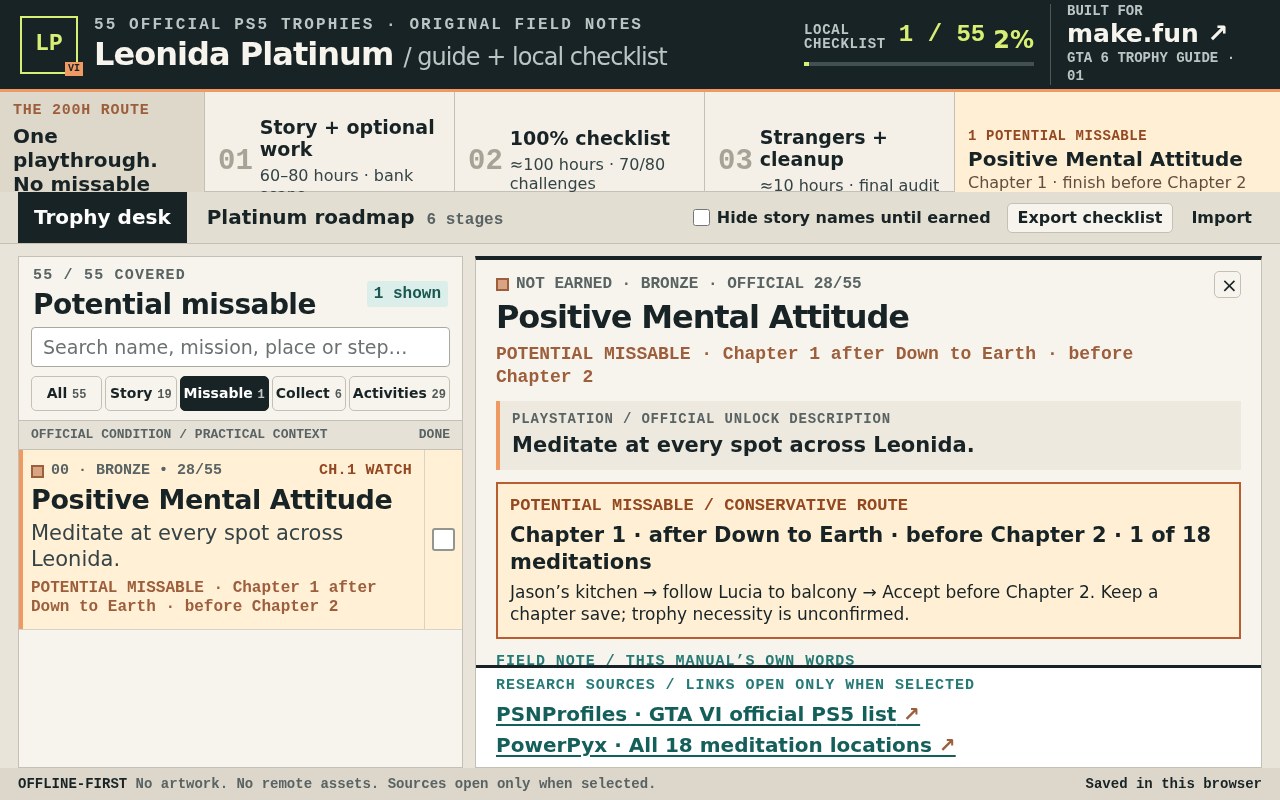 LP
VI
55 OFFICIAL PS5 TROPHIES · ORIGINAL FIELD NOTES
Leonida Platinum / guide + local checklist
LOCAL CHECKLIST 1 / 55 2%
BUILT FOR
make.fun ↗
GTA 6 TROPHY GUIDE · 01
THE 200H ROUTE
One playthrough.
No missable
01
Story + optional work
60–80 hours · bank
02
100% checklist
≈100 hours · 70/80 challenges
03
Strangers + cleanup
≈10 hours · final audit
1 POTENTIAL MISSABLE
Positive Mental Attitude
Chapter 1 · finish before Chapter 2
Trophy desk
Platinum roadmap 6 stages
Hide story names until earned
Export checklist
Import
55 / 55 COVERED
Potential missable
1 shown
Search name, mission, place or step…
All 55
Story 19
Missable 1
Collect 6
Activities 29
OFFICIAL CONDITION / PRACTICAL CONTEXT
DONE
00 · BRONZE • 28/55
CH.1 WATCH
Positive Mental Attitude
Meditate at every spot across
Leonida.
POTENTIAL MISSABLE · Chapter 1 after
Down to Earth · before Chapter 2
NOT EARNED · BRONZE · OFFICIAL 28/55
×
Positive Mental Attitude
POTENTIAL MISSABLE · Chapter 1 after Down to Earth · before
Chapter 2
PLAYSTATION / OFFICIAL UNLOCK DESCRIPTION
Meditate at every spot across Leonida.
POTENTIAL MISSABLE / CONSERVATIVE ROUTE
Chapter 1 · after Down to Earth · before Chapter 2 · 1 of 18
meditations
Jason’s kitchen → follow Lucia to balcony → Accept before Chapter 2. Keep a
chapter save; trophy necessity is unconfirmed.
FIELD NOTE / THIS MANUAL’S OWN WORDS
RESEARCH SOURCES / LINKS OPEN ONLY WHEN SELECTED
PSNProfiles · GTA VI official PS5 list ↗
PowerPyx · All 18 meditation locations ↗
OFFLINE-FIRST No artwork. No remote assets. Sources open only when selected.
Saved in this browser